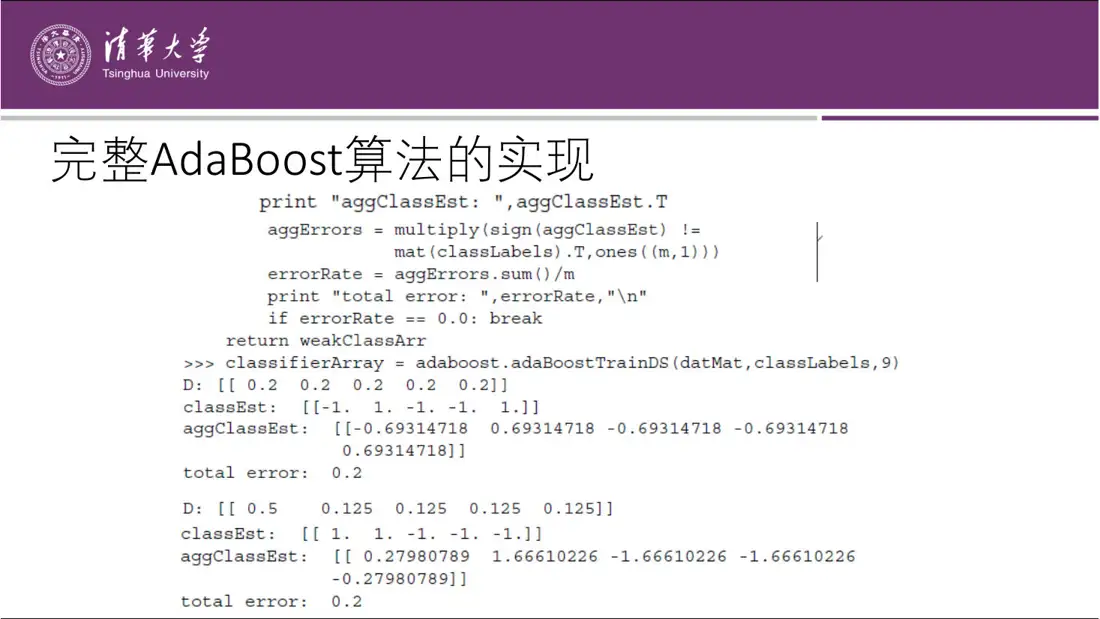 清华大学
Tsinghua University
完整AdaBoost算法的实现
print "aggClassEst: ",aggClassEst.T
aggErrors = multiply(sign(aggClassEst) !=
mat(classLabels).T,ones((m,1)))
errorRate = aggErrors.sum()/m
print "total error: ",errorRate,"\n"
if errorRate == 0.0: break
return weakClassArr
>>> classifierArray = adaboost.adaBoostTrainDS(datMat,classLabels,9)
D: [[ 0.2 0.2 0.2 0.2 0.2]]
classEst: [[-1. 1. -1. -1. 1.]]
aggClassEst: [[-0.69314718 0.69314718 -0.69314718 -0.69314718
0.69314718]]
total error: 0.2
D: [[ 0.5 0.125 0.125 0.125 0.125]]
classEst: [[ 1. 1. -1. -1. -1.]]
aggClassEst: [[ 0.27980789 1.66610226 -1.66610226 -1.66610226
-0.27980789]]
total error: 0.2